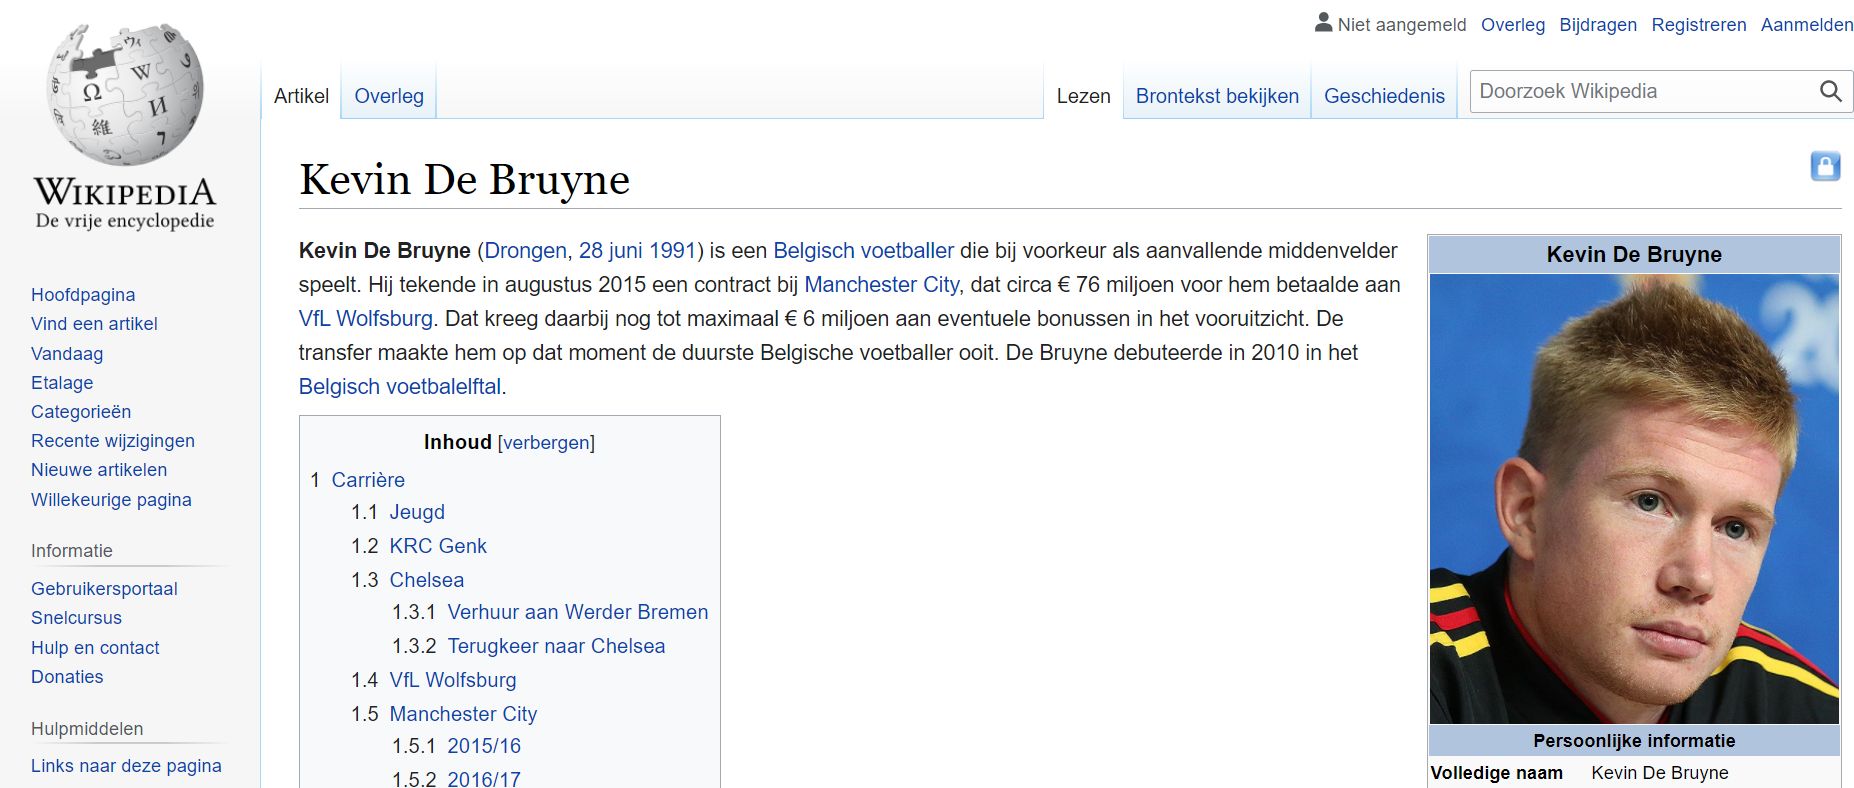 Niet aangemeld Overleg Bijdragen Registreren Aanmelden
Artikel Overleg Lezen Brontekst bekijken Geschiedenis Doorzoek Wikipedia
WIKIPEDIA
De vrije encyclopedie
Hoofdpagina
Vind een artikel
Vandaag
Etalage
Categorieën
Recente wijzigingen
Nieuwe artikelen
Willekeurige pagina
Informatie
Gebruikersportaal
Snelcursus
Hulp en contact
Donaties
Hulpmiddelen
Links naar deze pagina
Kevin De Bruyne
Kevin De Bruyne (Drongen, 28 juni 1991) is een Belgisch voetballer die bij voorkeur als aanvallende middenvelder
speelt. Hij tekende in augustus 2015 een contract bij Manchester City, dat circa € 76 miljoen voor hem betaalde aan
VfL Wolfsburg. Dat kreeg daarbij nog tot maximaal € 6 miljoen aan eventuele bonussen in het vooruitzicht. De
transfer maakte hem op dat moment de duurste Belgische voetballer ooit. De Bruyne debuteerde in 2010 in het
Belgisch voetbalelftal.
Inhoud [verbergen]
1 Carrière
1.1 Jeugd
1.2 KRC Genk
1.3 Chelsea
1.3.1 Verhuur aan Werder Bremen
1.3.2 Terugkeer naar Chelsea
1.4 VfL Wolfsburg
1.5 Manchester City
1.5.1 2015/16
1.5.2 2016/17
Kevin De Bruyne
Persoonlijke informatie
Volledige naam Kevin De Bruyne